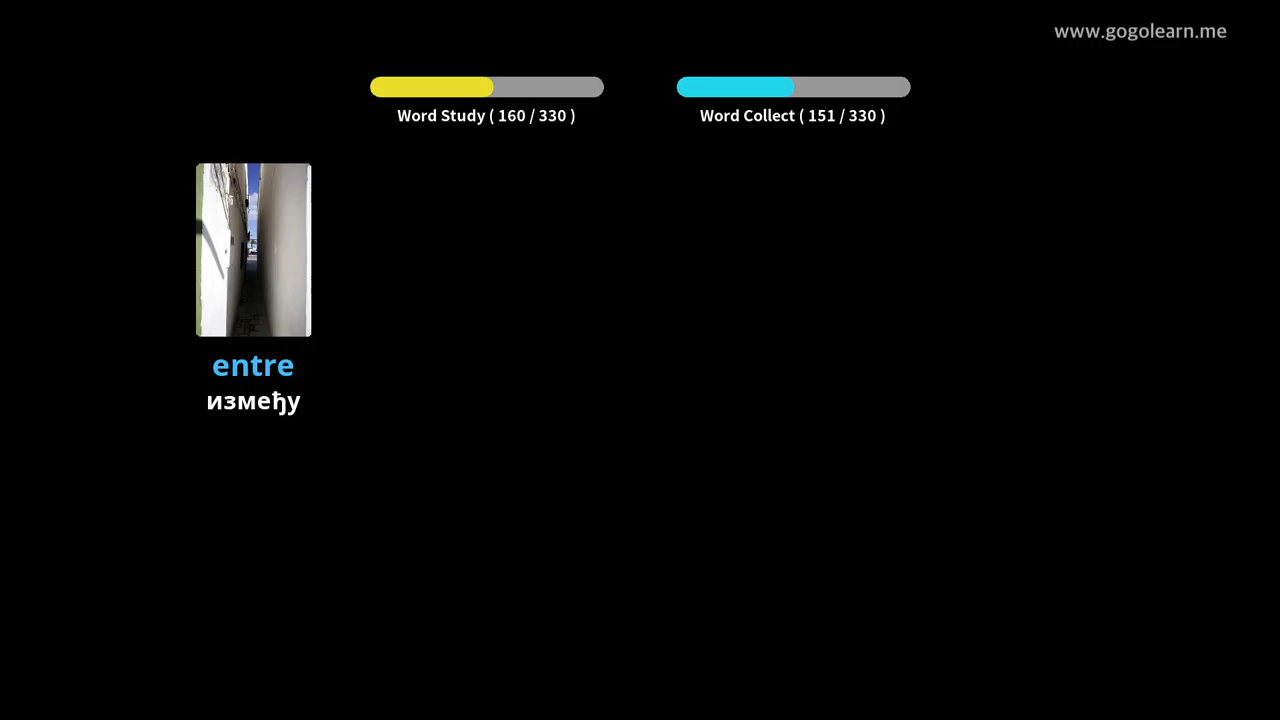 www.gogolearn.me
Word Study ( 160 / 330 )
Word Collect ( 151 / 330 )
entre
између